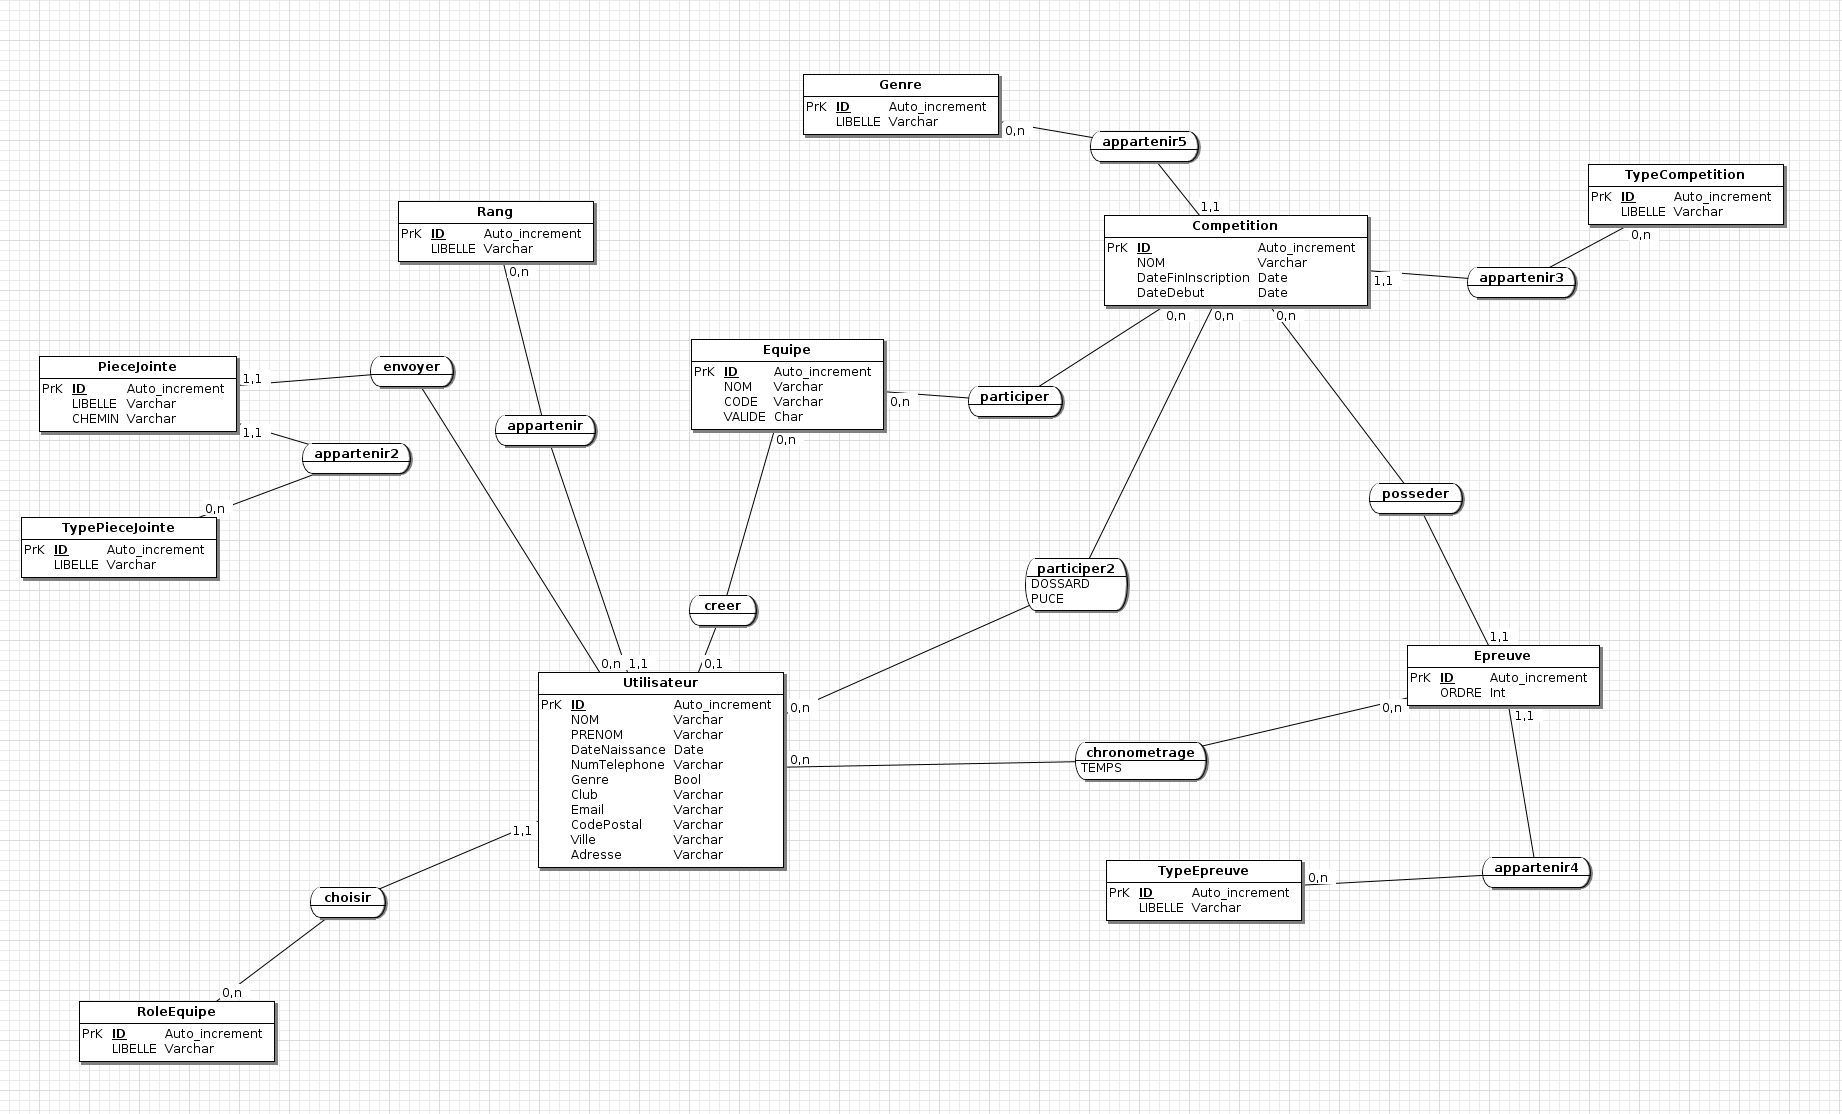 Genre
PrK ID Auto_increment
LIBELLE Varchar
0,n
appartenir5
1,1
TypeCompetition
PrK ID Auto_increment
LIBELLE Varchar
0,n
appartenir3
1,1
Competition
PrK ID Auto_increment
NOM Varchar
DateFinInscription Date
DateDebut Date
0,n 0,n 0,n
Rang
PrK ID Auto_increment
LIBELLE Varchar
0,n
appartenir
Equipe
PrK ID Auto_increment
NOM Varchar
CODE Varchar
VALIDE Char
0,n
participer
0,n
PieceJointe
PrK ID Auto_increment
LIBELLE Varchar
CHEMIN Varchar
1,1
envoyer
1,1
appartenir2
0,n
TypePieceJointe
PrK ID Auto_increment
LIBELLE Varchar
posseder
1,1
participer2
DOSSARD
PUCE
creer
0,n 1,1 0,1
Utilisateur
PrK ID Auto_increment
NOM Varchar
PRENOM Varchar
DateNaissance Date
NumTelephone Varchar
Genre Bool
Club Varchar
Email Varchar
CodePostal Varchar
Ville Varchar
Adresse Varchar
0,n
0,n
1,1
Epreuve
PrK ID Auto_increment
ORDRE Int
0,n
1,1
chronometrage
TEMPS
TypeEpreuve
PrK ID Auto_increment
LIBELLE Varchar
0,n
appartenir4
choisir
0,n
RoleEquipe
PrK ID Auto_increment
LIBELLE Varchar